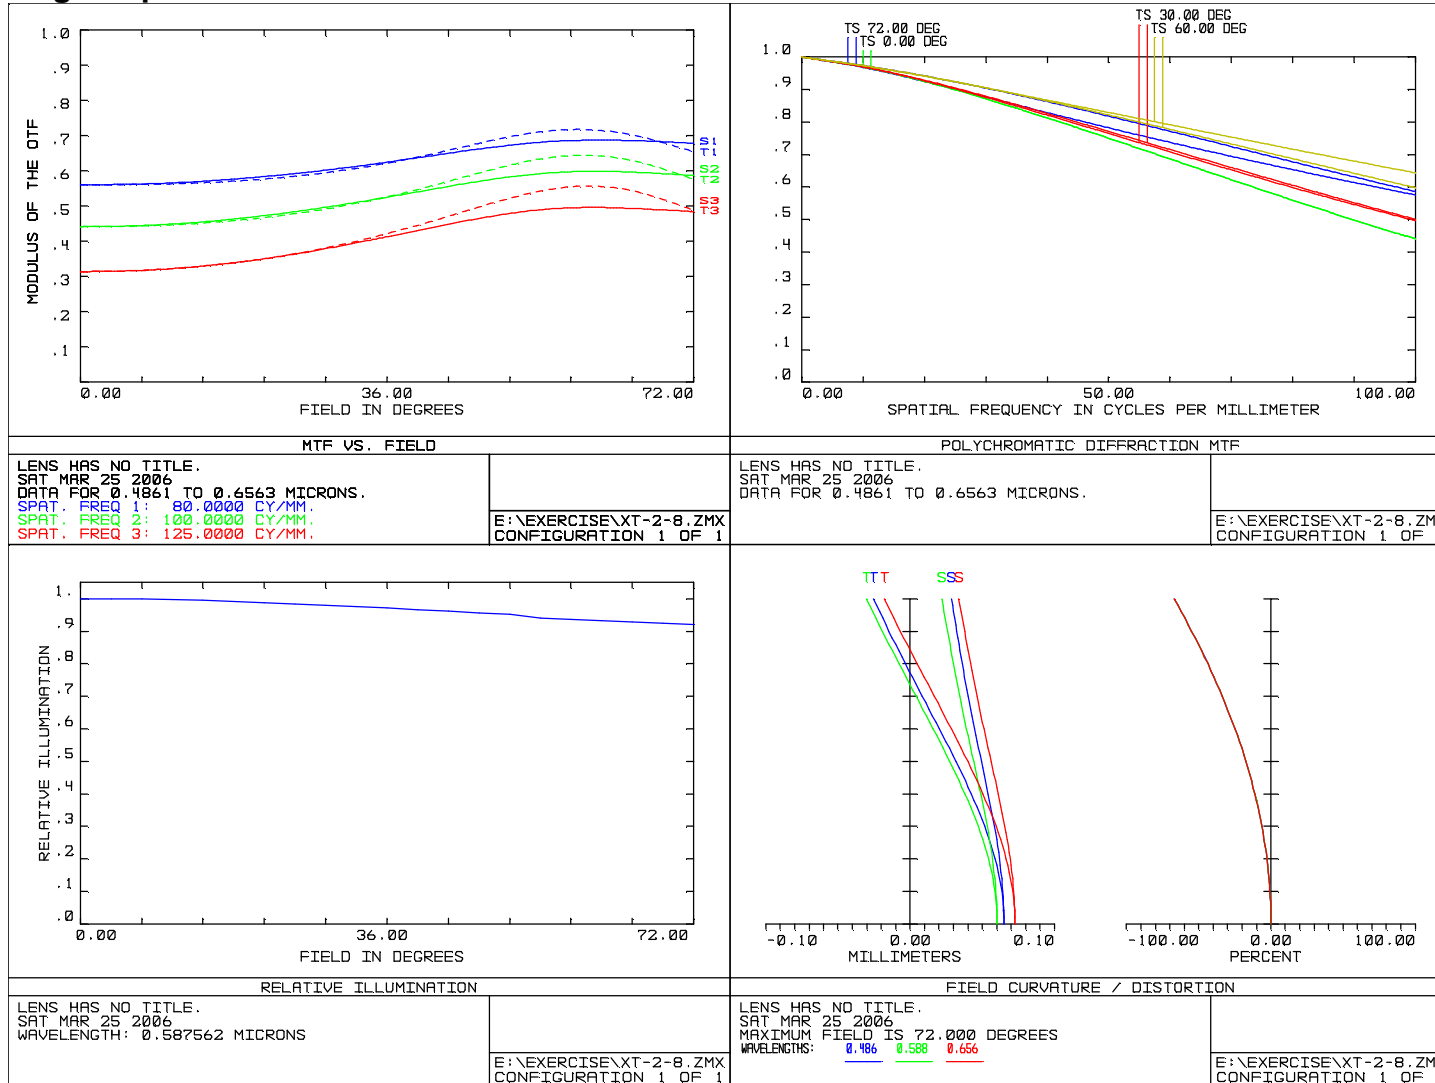 1.0
.9
.8
.7
.6
.5
.4
.3
.2
.1
MODULUS OF THE OTF
S1
T1
S2
T2
S3
T3
0.00 36.00 72.00
FIELD IN DEGREES
MTF VS. FIELD
LENS HAS NO TITLE.
SAT MAR 25 2006
DATA FOR 0.4861 TO 0.6563 MICRONS.
SPAT. FREQ 1: 80.0000 CY/MM.
SPAT. FREQ 2: 100.0000 CY/MM.
SPAT. FREQ 3: 125.0000 CY/MM.
E:\EXERCISE\XT-2-8.ZMX
CONFIGURATION 1 OF 1
TS 30.00 DEG
TS 72.00 DEG
TS 60.00 DEG
TS 0.00 DEG
1.0
.9
.8
.7
.6
.5
.4
.3
.2
.1
.0
0.00 50.00 100.00
SPATIAL FREQUENCY IN CYCLES PER MILLIMETER
POLYCHROMATIC DIFFRACTION MTF
LENS HAS NO TITLE.
SAT MAR 25 2006
DATA FOR 0.4861 TO 0.6563 MICRONS.
E:\EXERCISE\XT-2-8.ZM
CONFIGURATION 1 OF
1.
.9
.8
.7
.6
.5
.4
.3
.2
.1
.0
RELATIVE ILLUMINATION
0.00 36.00 72.00
FIELD IN DEGREES
RELATIVE ILLUMINATION
LENS HAS NO TITLE.
SAT MAR 25 2006
WAVELENGTH: 0.587562 MICRONS
E:\EXERCISE\XT-2-8.ZMX
CONFIGURATION 1 OF 1
T T T S S S
-0.10 0.00 0.10
MILLIMETERS
-100.00 0.00 100.00
PERCENT
FIELD CURVATURE / DISTORTION
LENS HAS NO TITLE.
SAT MAR 25 2006
MAXIMUM FIELD IS 72.000 DEGREES
WAVELENGTHS: 0.486 0.588 0.656
E:\EXERCISE\XT-2-8.ZM
CONFIGURATION 1 OF